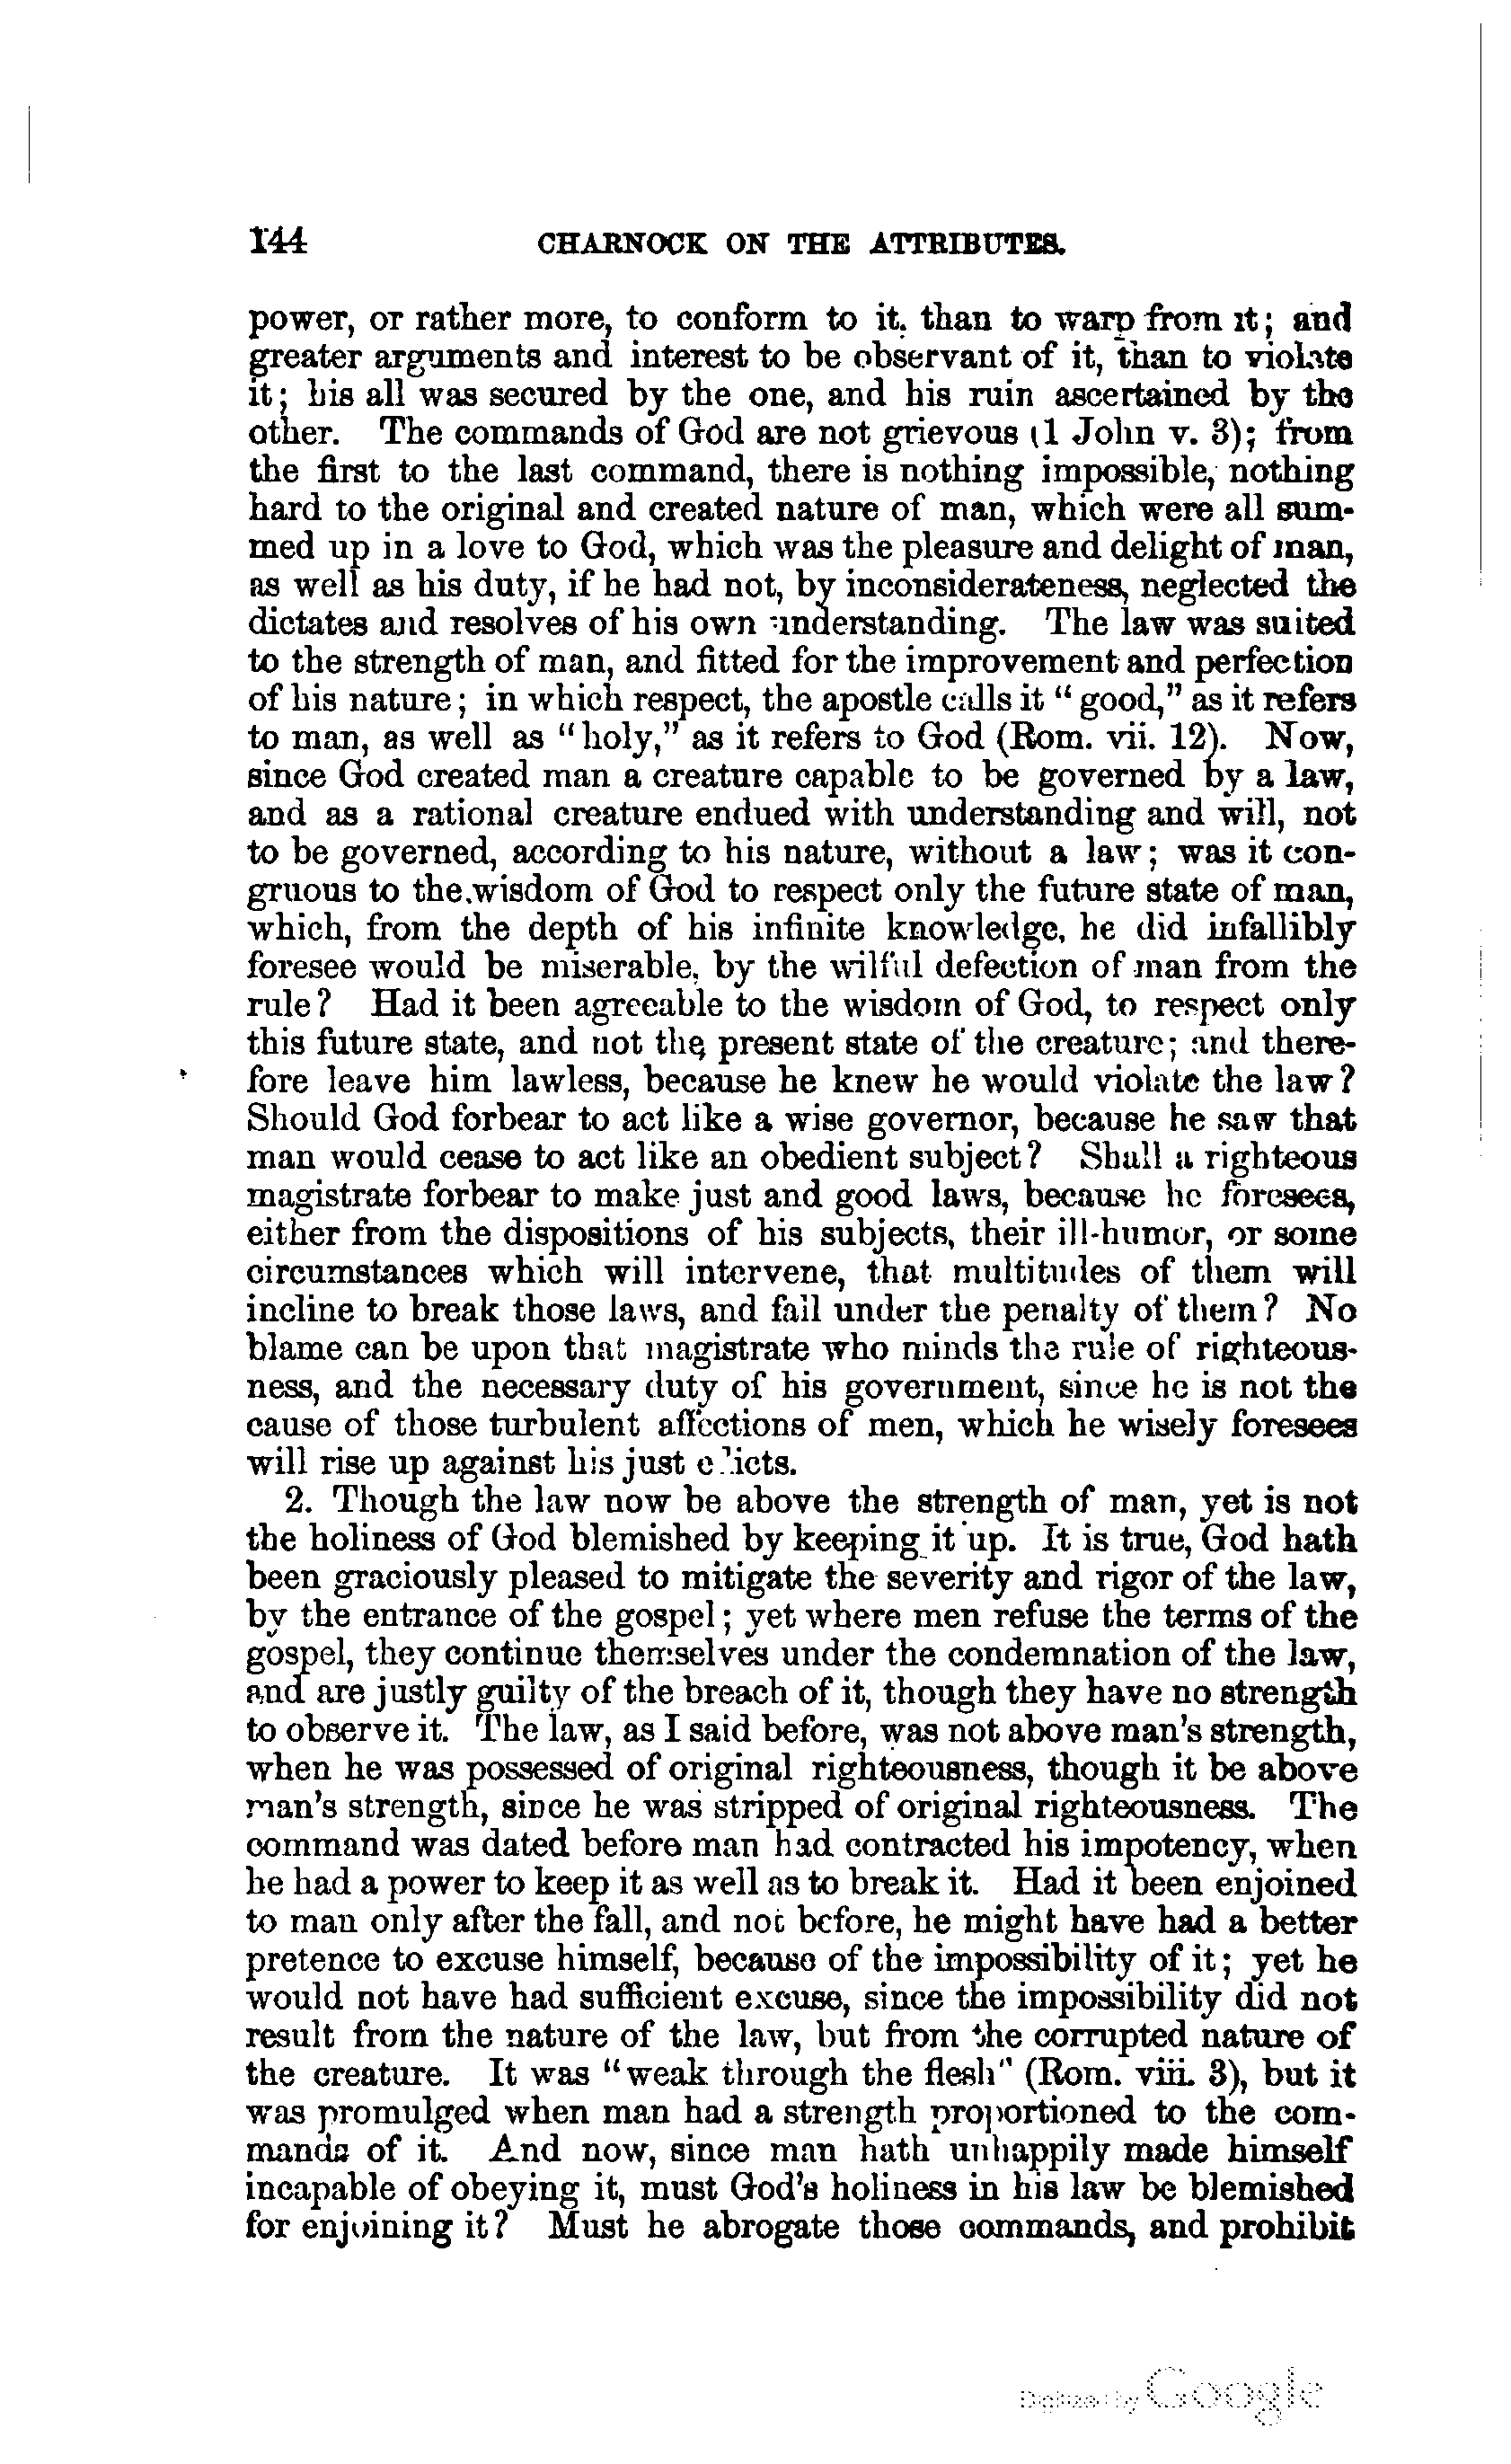 144 CHARNOCK ON THE ATTRIBUTES.
power, or rather more, to conform to it, than to warp from it; and
greater arguments and interest to be observant of it, than to violate
it; his all was secured by the one, and his ruin ascertained by the
other. The commands of God are not grievous (1 John v. 3); from
the first to the last command, there is nothing impossible, nothing
hard to the original and created nature of man, which were all sum-
med up in a love to God, which was the pleasure and delight of man,
as well as his duty, if he had not, by inconsiderateness, neglected the
dictates and resolves of his own understanding. The law was suited
to the strength of man, and fitted for the improvement and perfection
of his nature; in which respect, the apostle calls it "good," as it refers
to man, as well as "holy," as it refers to God (Rom. vii. 12). Now,
since God created man a creature capable to be governed by a law,
and as a rational creature endued with understanding and will, not
to be governed, according to his nature, without a law; was it con-
gruous to the wisdom of God to respect only the future state of man,
which, from the depth of his infinite knowledge, he did infallibly
foresee would be miserable, by the wilful defection of man from the
rule? Had it been agreeable to the wisdom of God, to respect only
this future state, and not the present state of the creature; and there-
fore leave him lawless, because he knew he would violate the law?
Should God forbear to act like a wise governor, because he saw that
man would cease to act like an obedient subject? Shall a righteous
magistrate forbear to make just and good laws, because he foresees,
either from the dispositions of his subjects, their ill-humor, or some
circumstances which will intervene, that multitudes of them will
incline to break those laws, and fall under the penalty of them? No
blame can be upon that magistrate who minds the rule of righteous-
ness, and the necessary duty of his government, since he is not the
cause of those turbulent affections of men, which he wisely foresees
will rise up against his just edicts.
2. Though the law now be above the strength of man, yet is not
the holiness of God blemished by keeping it up. It is true, God hath
been graciously pleased to mitigate the severity and rigor of the law,
by the entrance of the gospel; yet where men refuse the terms of the
gospel, they continue themselves under the condemnation of the law,
and are justly guilty of the breach of it, though they have no strength
to observe it. The law, as I said before, was not above man's strength,
when he was possessed of original righteousness, though it be above
man's strength, since he was stripped of original righteousness. The
command was dated before man had contracted his impotency, when
he had a power to keep it as well as to break it. Had it been enjoined
to man only after the fall, and not before, he might have had a better
pretence to excuse himself, because of the impossibility of it; yet he
would not have had sufficient excuse, since the impossibility did not
result from the nature of the law, but from the corrupted nature of
the creature. It was "weak through the flesh" (Rom. viii. 3), but it
was promulged when man had a strength proportioned to the com-
mands of it. And now, since man hath unhappily made himself
incapable of obeying it, must God's holiness in his law be blemished
for enjoining it? Must he abrogate those commands, and prohibit
Digitized by Google